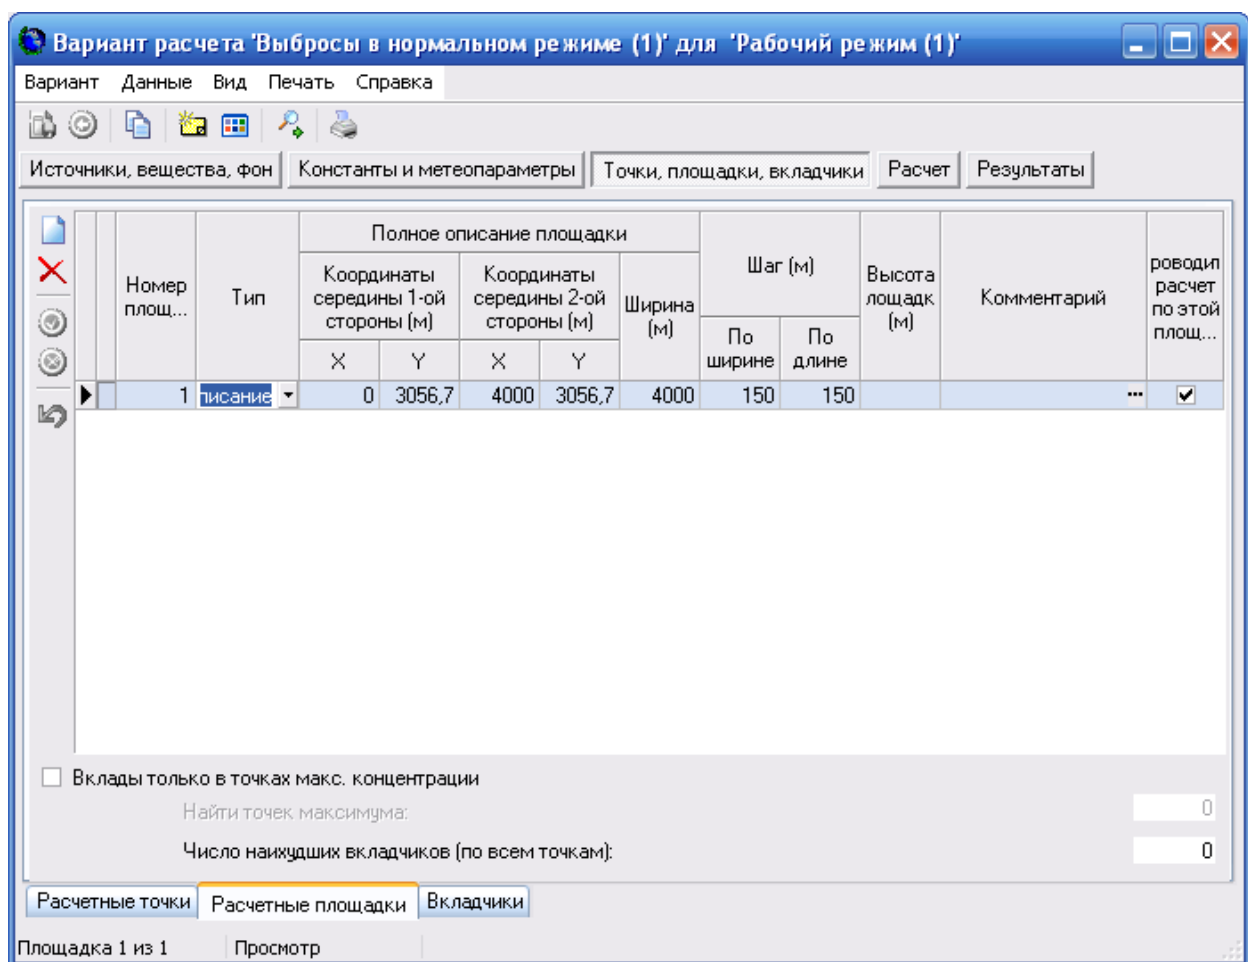 Вариант расчета 'Выбросы в нормальном режиме (1)' для 'Рабочий режим (1)'
Вариант Данные Вид Печать Справка
Источники, вещества, фон Константы и метеопараметры Точки, площадки, вкладчики Расчет Результаты
Номер
площ...
Тип
Полное описание площадки
Координаты
середины 1-ой
стороны (м)
X Y
Координаты
середины 2-ой
стороны (м)
X Y
Ширина
(м)
Шаг (м)
По
ширине
По
длине
Высота
лощадк
(м)
Комментарий
роводит
расчет
по этой
площ...
1 писание 0 3056,7 4000 3056,7 4000 150 150 ...
Вклады только в точках макс. концентрации
Найти точек максимума: 0
Число наихудших вкладчиков (по всем точкам): 0
Расчетные точки Расчетные площадки Вкладчики
Площадка 1 из 1 Просмотр